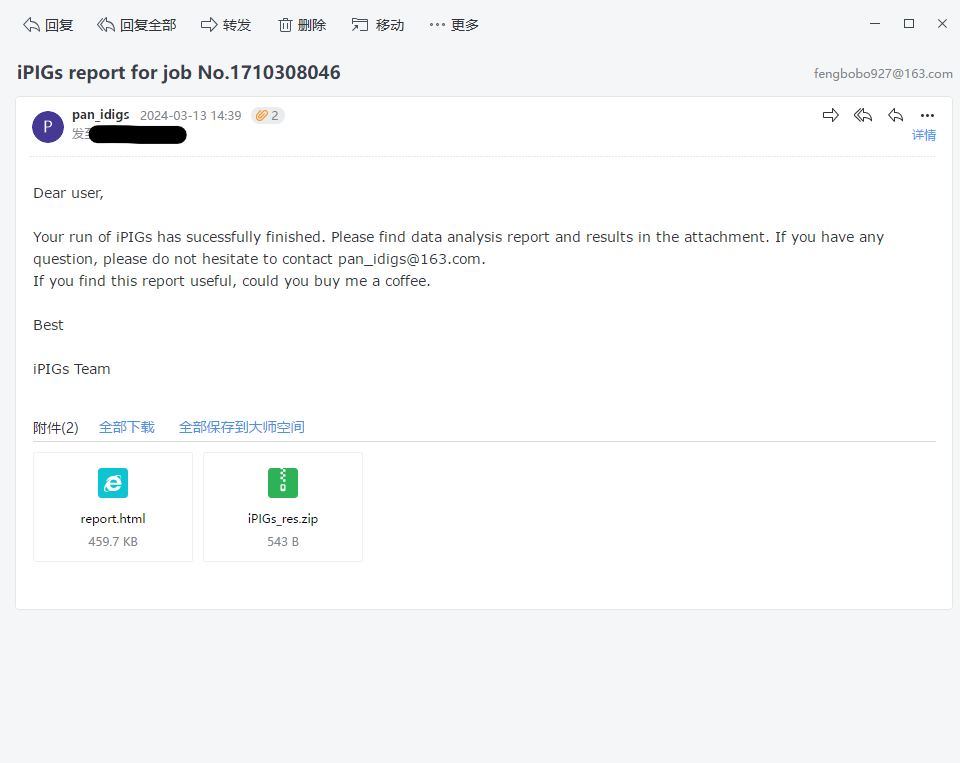 回复 回复全部 转发 删除 移动 更多
iPIGs report for job No.1710308046
fengbobo927@163.com
P
pan_idigs 2024-03-13 14:39 2
发至
详情
Dear user,
Your run of iPIGs has sucessfully finished. Please find data analysis report and results in the attachment. If you have any
question, please do not hesitate to contact pan_idigs@163.com.
If you find this report useful, could you buy me a coffee.
Best
iPIGs Team
附件(2) 全部下载 全部保存到大师空间
report.html
459.7 KB
iPIGs_res.zip
543 B